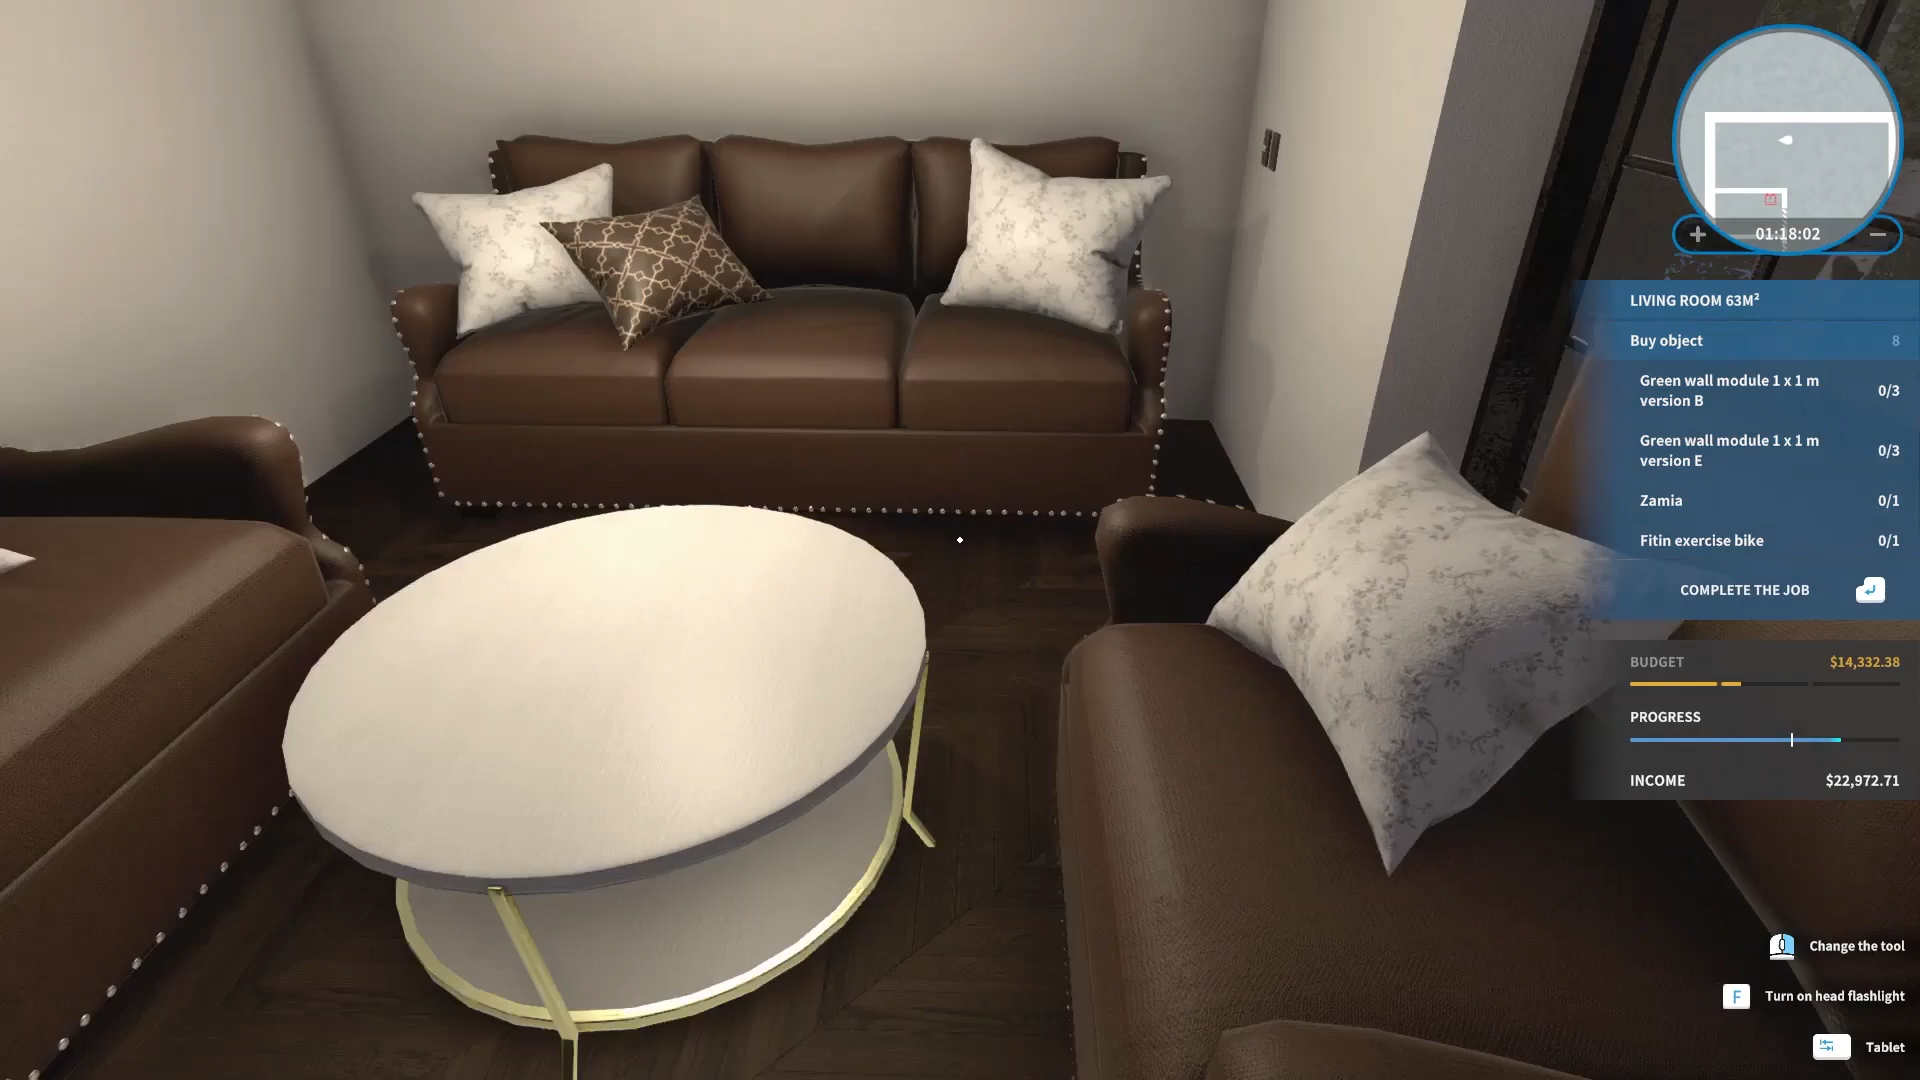 01:18:02
LIVING ROOM 63M²
Buy object 8
Green wall module 1 x 1 m
version B 0/3
Green wall module 1 x 1 m
version E 0/3
Zamia 0/1
Fitin exercise bike 0/1
COMPLETE THE JOB
BUDGET $14,332.38
PROGRESS
INCOME $22,972.71
Change the tool
F Turn on head flashlight
Tablet